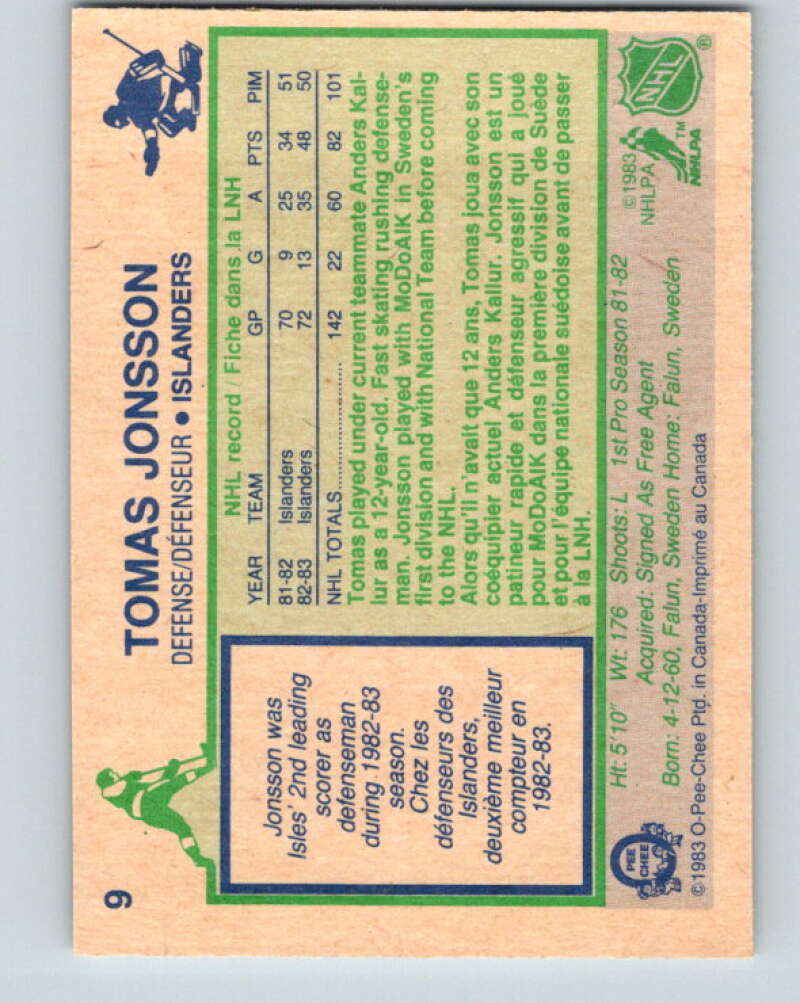 9
TOMAS JONSSON
DEFENSE/DÉFENSEUR • ISLANDERS
Jonsson was
Isles' 2nd leading
scorer as
defenseman
during 1982-83
season.
Chez les
défenseurs des
Islanders,
deuxième meilleur
compteur en
1982-83.
NHL record / Fiche dans la LNH
YEAR TEAM GP G A PTS PIM
81-82 Islanders 70 9 25 34 51
82-83 Islanders 72 13 35 48 50
NHL TOTALS.................... 142 22 60 82 101
Tomas played under current teammate Anders Kal-
lur as a 12-year-old. Fast skating rushing defense-
man. Jonsson played with MoDoAIK in Sweden's
first division and with National Team before coming
to the NHL.
Alors qu'il n'avait que 12 ans, Tomas joua avec son
coéquipier actuel Anders Kallur. Jonsson est un
patineur rapide et défenseur agressif qui a joué
pour MoDoAIK dans la première division de Suède
et pour l'équipe nationale suédoise avant de passer
à la LNH.
Ht: 5'10" Wt: 176 Shoots: L 1st Pro Season 81-82
Acquired: Signed As Free Agent
Born: 4-12-60, Falun, Sweden Home: Falun, Sweden
© 1983
NHLPA
NHLPA
TM
NHL
®
O
PEE
CHEE
© 1983 O-Pee-Chee Ptd. in Canada-Imprimé au Canada